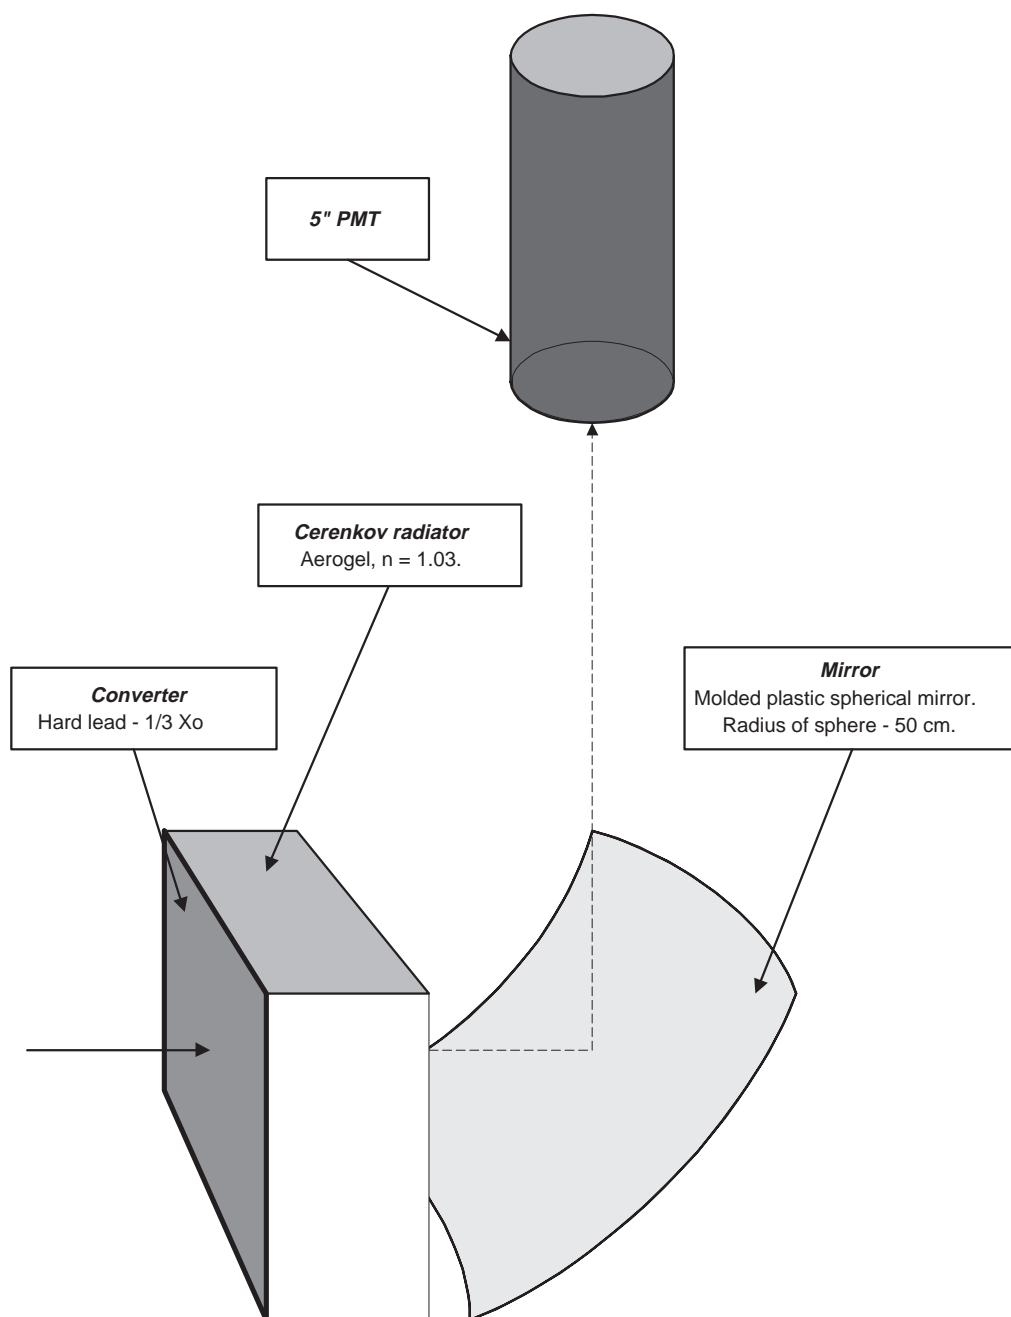 5" PMT
Cerenkov radiator
Aerogel, n = 1.03.
Converter
Hard lead - 1/3 Xo
Mirror
Molded plastic spherical mirror.
Radius of sphere - 50 cm.